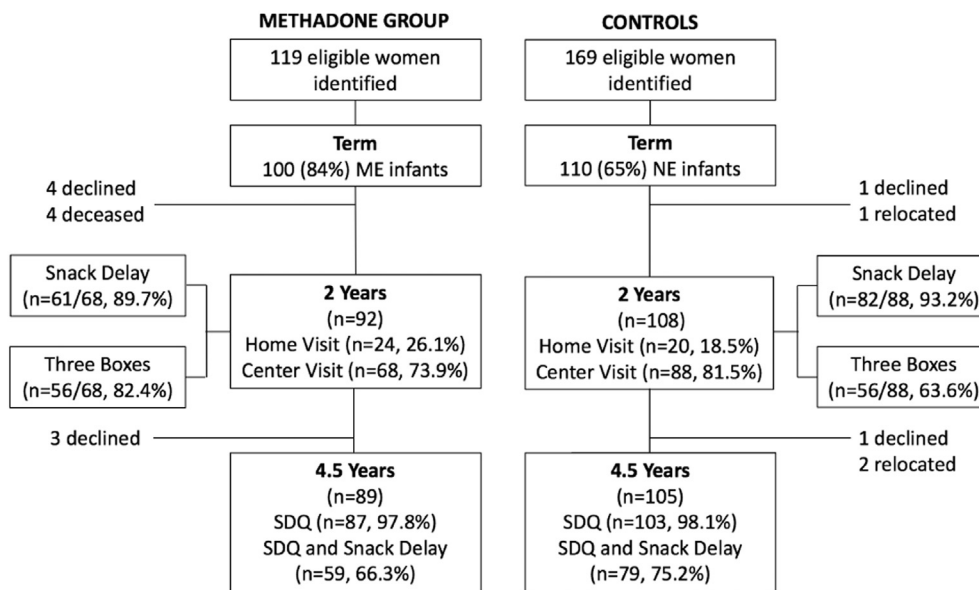 METHADONE GROUP
119 eligible women
identified
Term
100 (84%) ME infants
4 declined
4 deceased
Snack Delay
(n=61/68, 89.7%)
Three Boxes
(n=56/68, 82.4%)
2 Years
(n=92)
Home Visit (n=24, 26.1%)
Center Visit (n=68, 73.9%)
3 declined
4.5 Years
(n=89)
SDQ (n=87, 97.8%)
SDQ and Snack Delay
(n=59, 66.3%)
CONTROLS
169 eligible women
identified
Term
110 (65%) NE infants
1 declined
1 relocated
2 Years
(n=108)
Home Visit (n=20, 18.5%)
Center Visit (n=88, 81.5%)
Snack Delay
(n=82/88, 93.2%)
Three Boxes
(n=56/88, 63.6%)
1 declined
2 relocated
4.5 Years
(n=105)
SDQ (n=103, 98.1%)
SDQ and Snack Delay
(n=79, 75.2%)